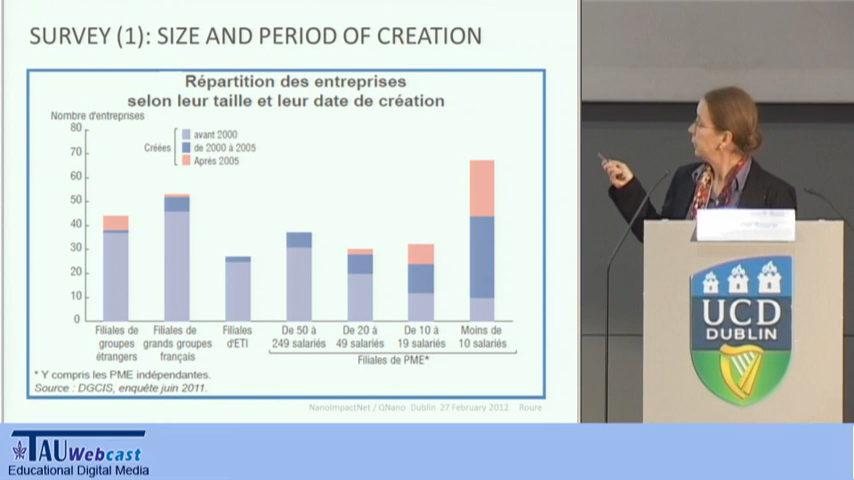 SURVEY (1): SIZE AND PERIOD OF CREATION
Répartition des entreprises
selon leur taille et leur date de création
Nombre d'entreprises
80
70
60
50
40
30
20
10
0
Créées
avant 2000
de 2000 à 2005
Après 2005
Filiales de
groupes
étrangers
Filiales de
grands groupes
français
Filiales
d'ETI
De 50 à
249 salariés
De 20 à
49 salariés
De 10 à
19 salariés
Moins de
10 salariés
Filiales de PME*
* Y compris les PME indépendantes.
Source : DGCIS, enquête juin 2011.
NanoImpactNet / QNano Dublin 27 February 2012 Roure
UCD
DUBLIN
TAU Webcast
Educational Digital Media